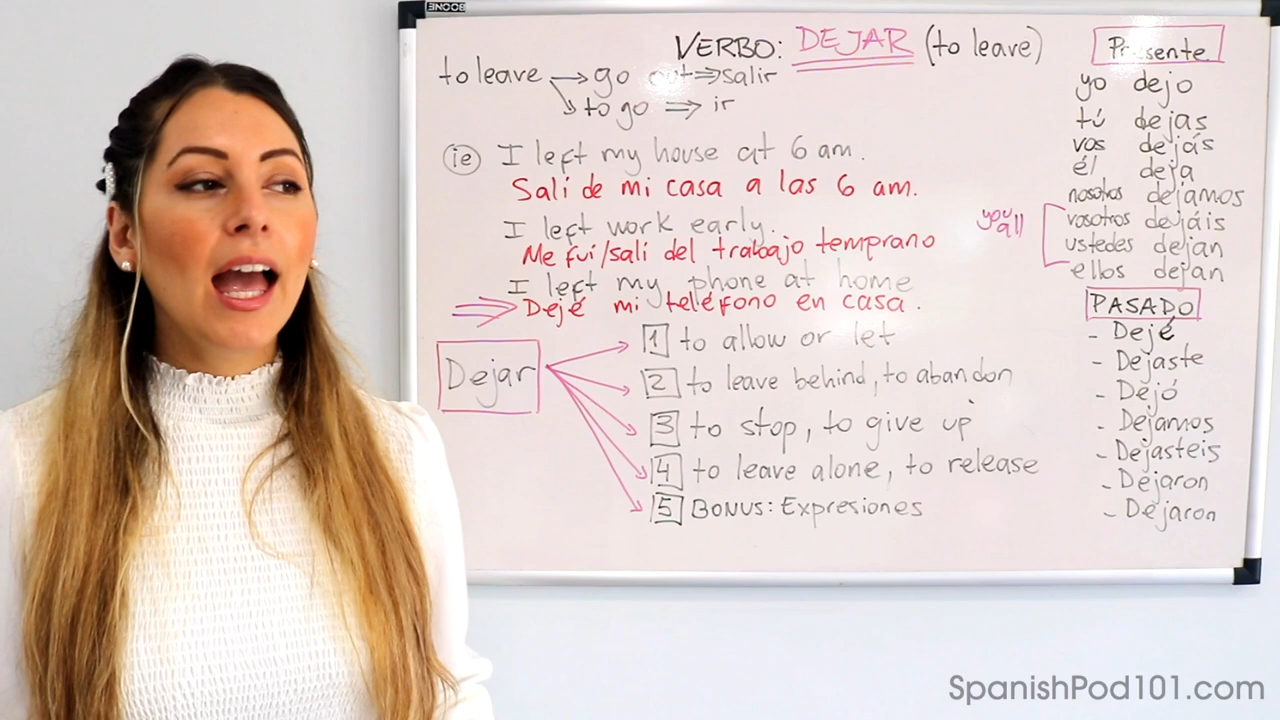 BOONE
VERBO: DEJAR (to leave)
to leave → go out ⇒ salir
→ to go ⇒ ir
ie I left my house at 6 am.
Salí de mi casa a las 6 am.
I left work early.
Me fuí/salí del trabajo temprano
I left my phone at home
⇒ Dejé mi teléfono en casa.
Dejar
1 to allow or let
2 to leave behind, to abandon
3 to stop, to give up
4 to leave alone, to release
5 BONUS: Expresiones
Presente
yo dejo
tú dejas
vos dejás
él deja
nosotros dejamos
you all
vosotros dejáis
ustedes dejan
ellos dejan
PASADO
- Dejé
- Dejaste
- Dejó
- Dejamos
- Dejasteis
- Dejaron
- Dejaron
SpanishPod101.com